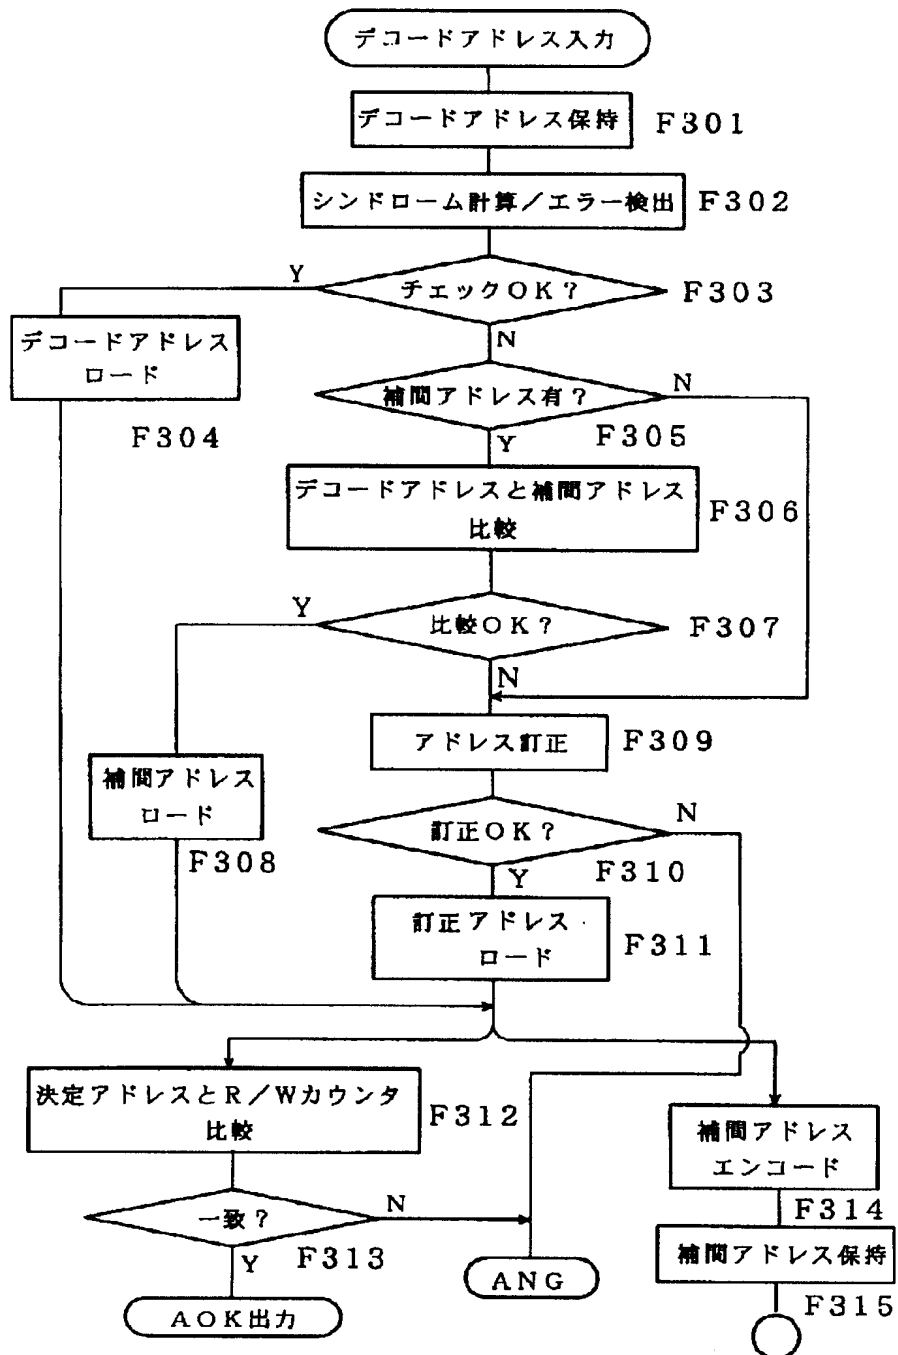 デコードアドレス入力
デコードアドレス保持 F301
シンドローム計算／エラー検出 F302
Y
チェックOK？ F303
N
デコードアドレス
ロード
F304
補間アドレス有？
N
F305
Y
デコードアドレスと補間アドレス
比較
F306
Y
比較OK？ F307
N
アドレス訂正 F309
補間アドレス
ロード
F308
訂正OK？
N
F310
Y
訂正アドレス
ロード
F311
決定アドレスとR／Wカウンタ
比較
F312
一致？
N
F313
Y
AOK出力
ANG
補間アドレス
エンコード
F314
補間アドレス保持
F315